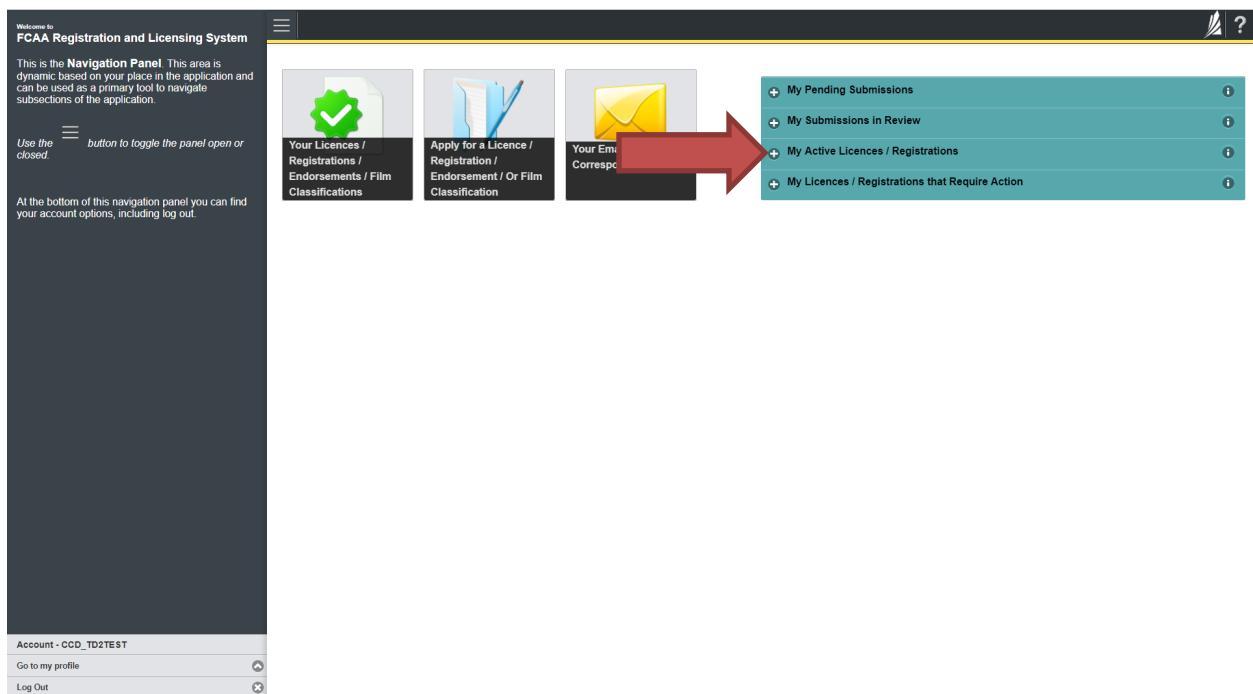 Welcome to
FCAA Registration and Licensing System
This is the Navigation Panel. This area is
dynamic based on your place in the application and
can be used as a primary tool to navigate
subsections of the application.
Use the button to toggle the panel open or
closed.
At the bottom of this navigation panel you can find
your account options, including log out.
Account - CCD_TD2TEST
Go to my profile
Log Out
?
Your Licences /
Registrations /
Endorsements / Film
Classifications
Apply for a Licence /
Registration /
Endorsement / Or Film
Classification
Your
My Pending Submissions
My Submissions in Review
My Active Licences / Registrations
My Licences / Registrations that Require Action